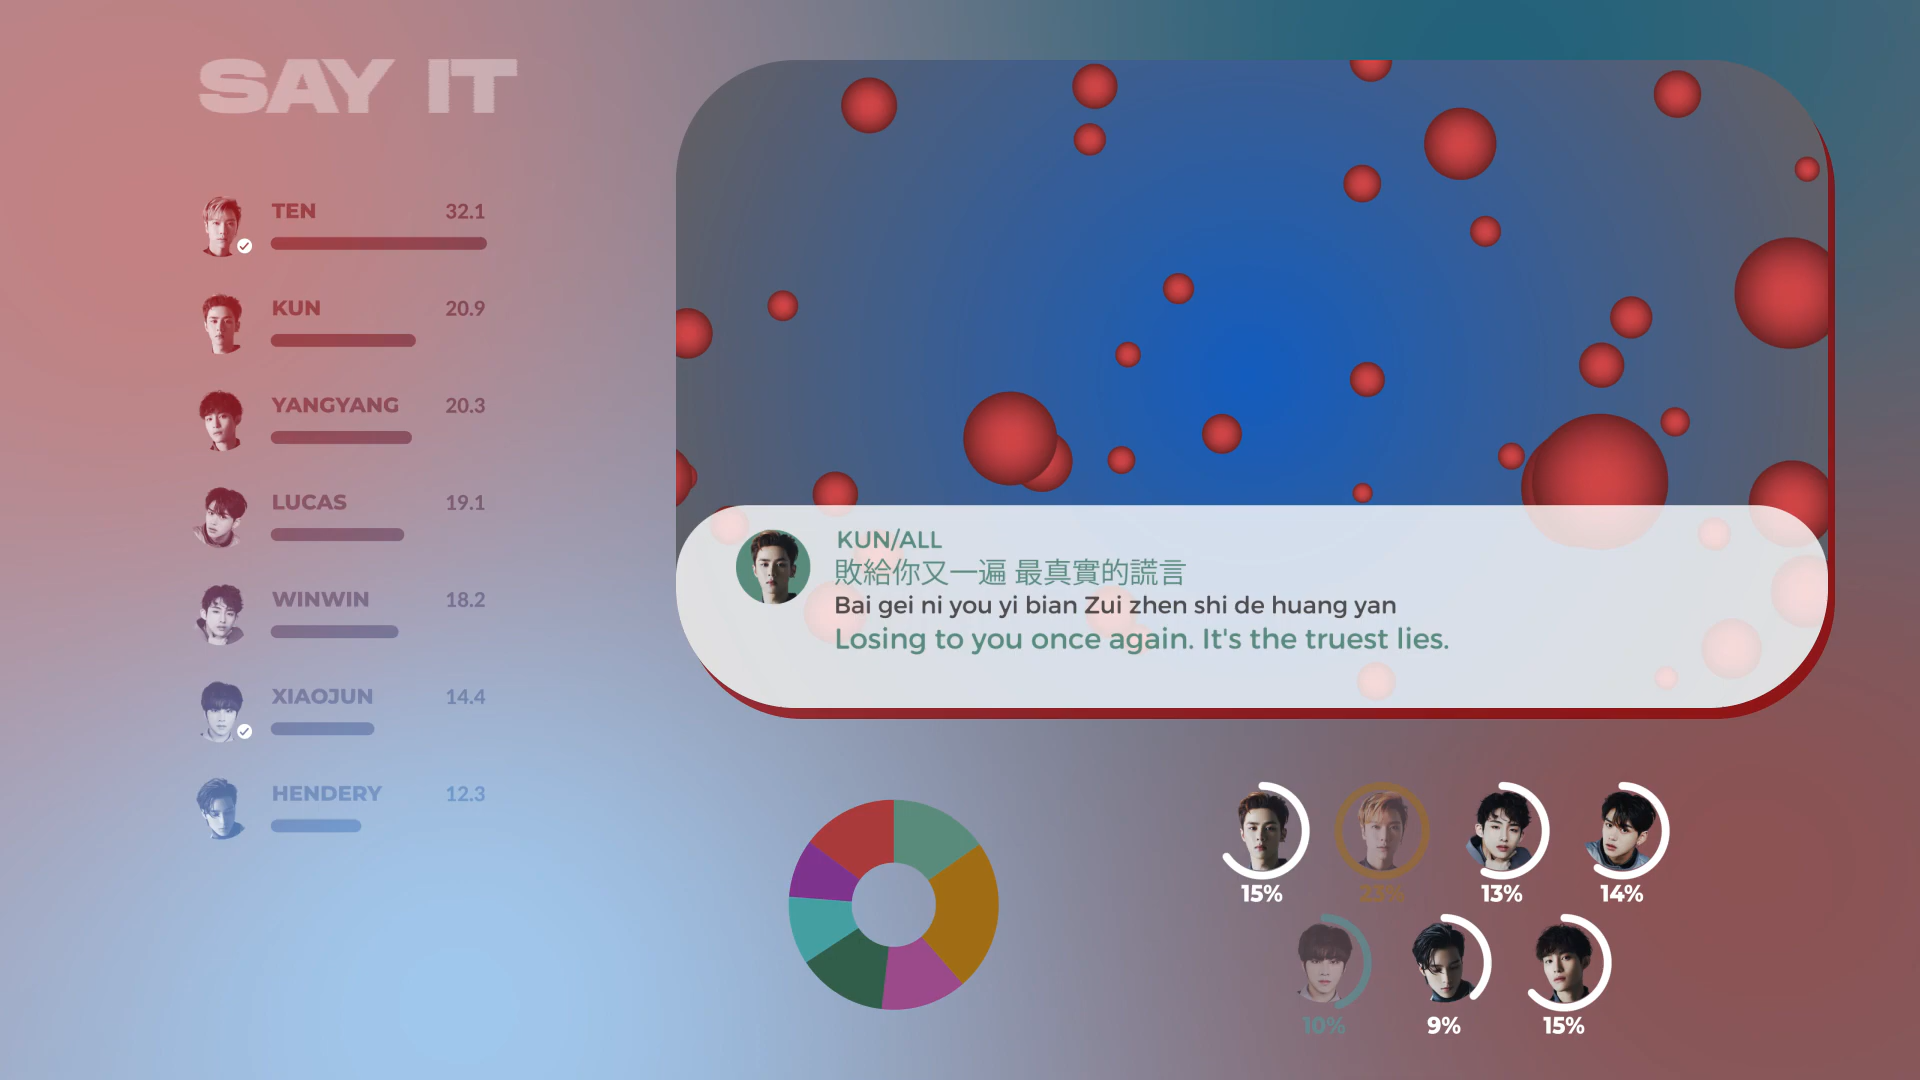 SAY IT
TEN 32.1
KUN 20.9
YANGYANG 20.3
LUCAS 19.1
WINWIN 18.2
XIAOJUN 14.4
HENDERY 12.3
KUN/ALL
敗給你又一遍 最真實的謊言
Bai gei ni you yi bian Zui zhen shi de huang yan
Losing to you once again. It's the truest lies.
15% 23% 13% 14%
10% 9% 15%